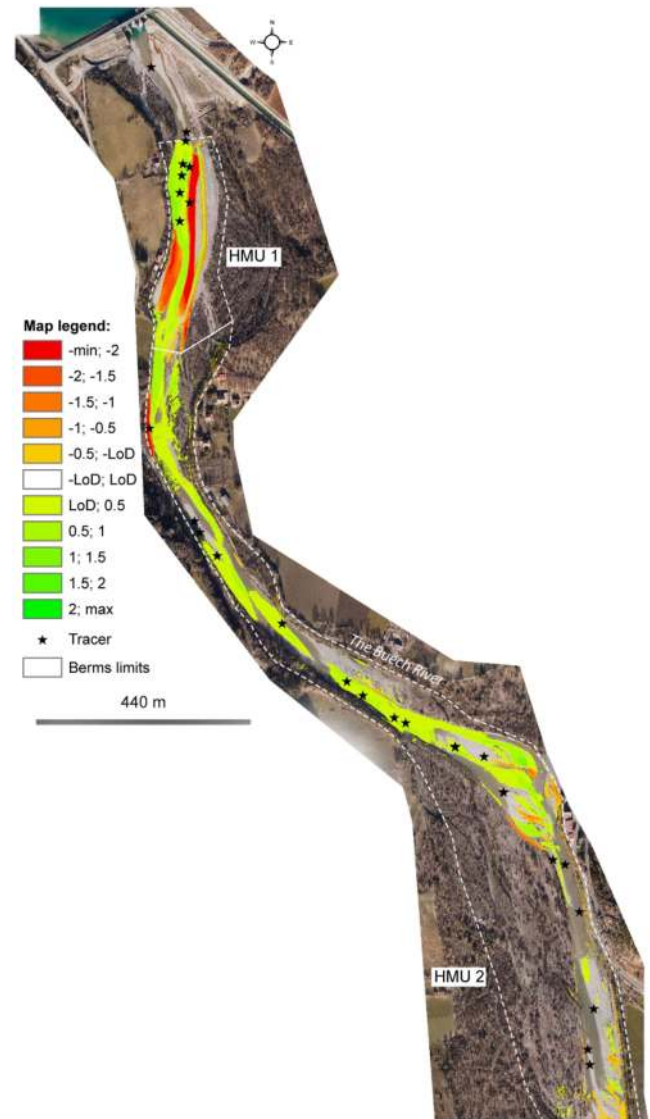 N
W E
S
HMU 1
Map legend:
-min; -2
-2; -1.5
-1.5; -1
-1; -0.5
-0.5; -LoD
-LoD; LoD
LoD; 0.5
0.5; 1
1; 1.5
1.5; 2
2; max
Tracer
Berms limits
440 m
The Buech River
HMU 2